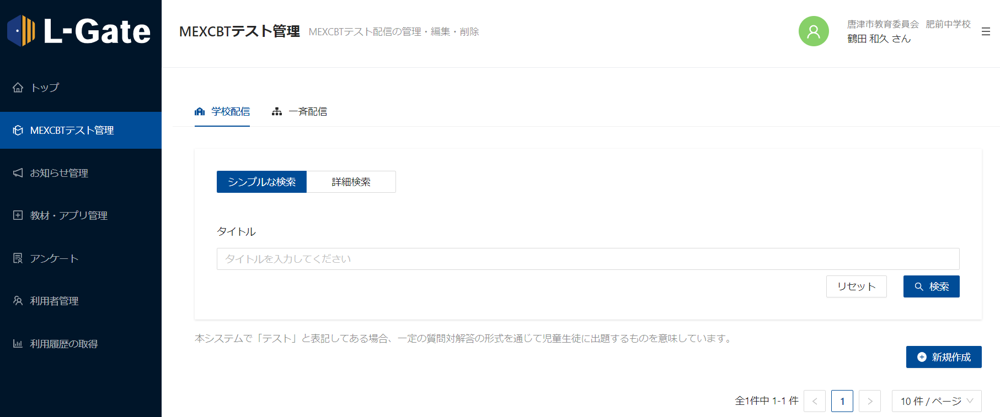 L-Gate
トップ
MEXCBTテスト管理
お知らせ管理
教材・アプリ管理
アンケート
利用者管理
利用履歴の取得
MEXCBTテスト管理 MEXCBTテスト配信の管理・編集・削除
唐津市教育委員会 肥前中学校
鶴田 和久 さん
学校配信 一斉配信
シンプルな検索 詳細検索
タイトル
タイトルを入力してください
リセット 検索
本システムで「テスト」と表記してある場合、一定の質問対解答の形式を通じて児童生徒に出題するものを意味しています。
新規作成
全1件中 1-1 件 < 1 > 10 件 / ページ